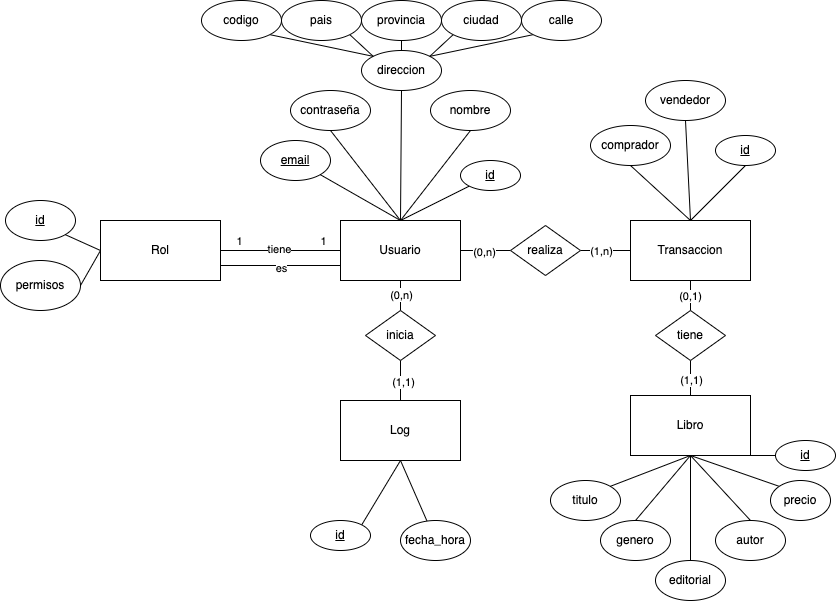 codigo
pais
provincia
ciudad
calle
direccion
contraseña
nombre
vendedor
email
id
comprador
id
id
permisos
Rol
1
tiene
1
es
Usuario
(0,n)
realiza
(1,n)
Transaccion
(0,n)
inicia
(1,1)
(0,1)
tiene
(1,1)
Log
Libro
id
id
fecha_hora
titulo
genero
editorial
autor
precio